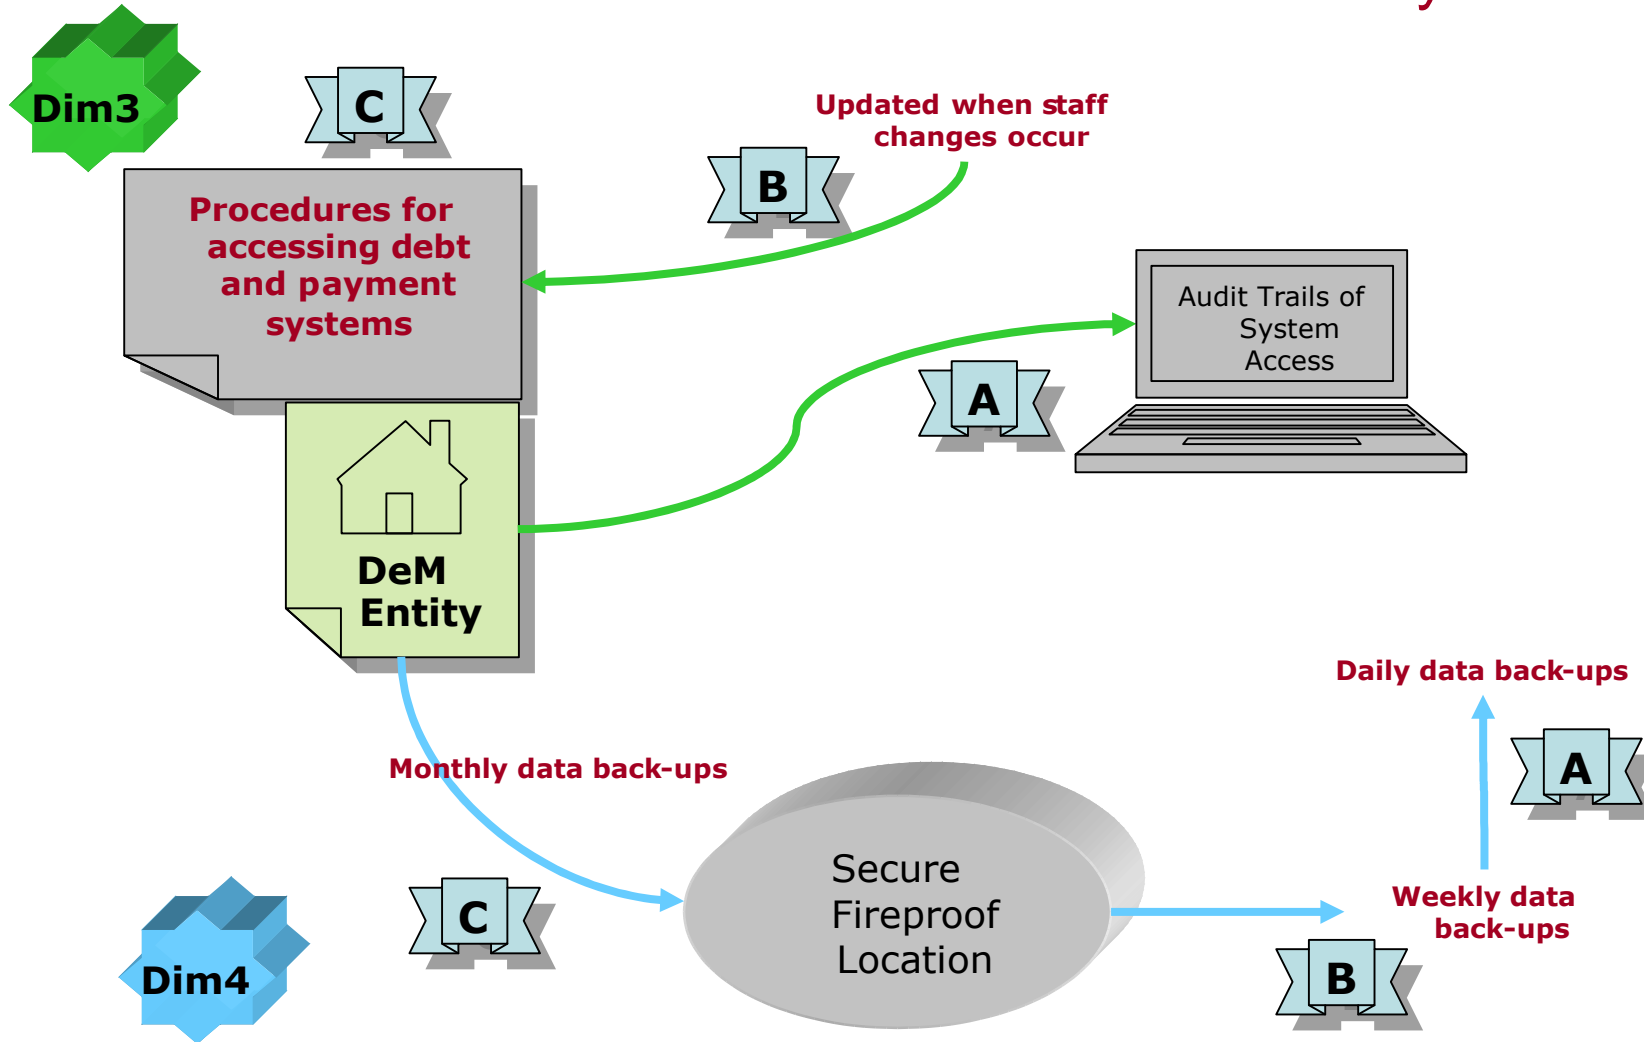 y
Dim3
C
Updated when staff
changes occur
B
Procedures for
accessing debt
and payment
systems
Audit Trails of
System
Access
A
DeM
Entity
Daily data back-ups
A
Monthly data back-ups
Secure
Fireproof
Location
C
Weekly data
back-ups
B
Dim4